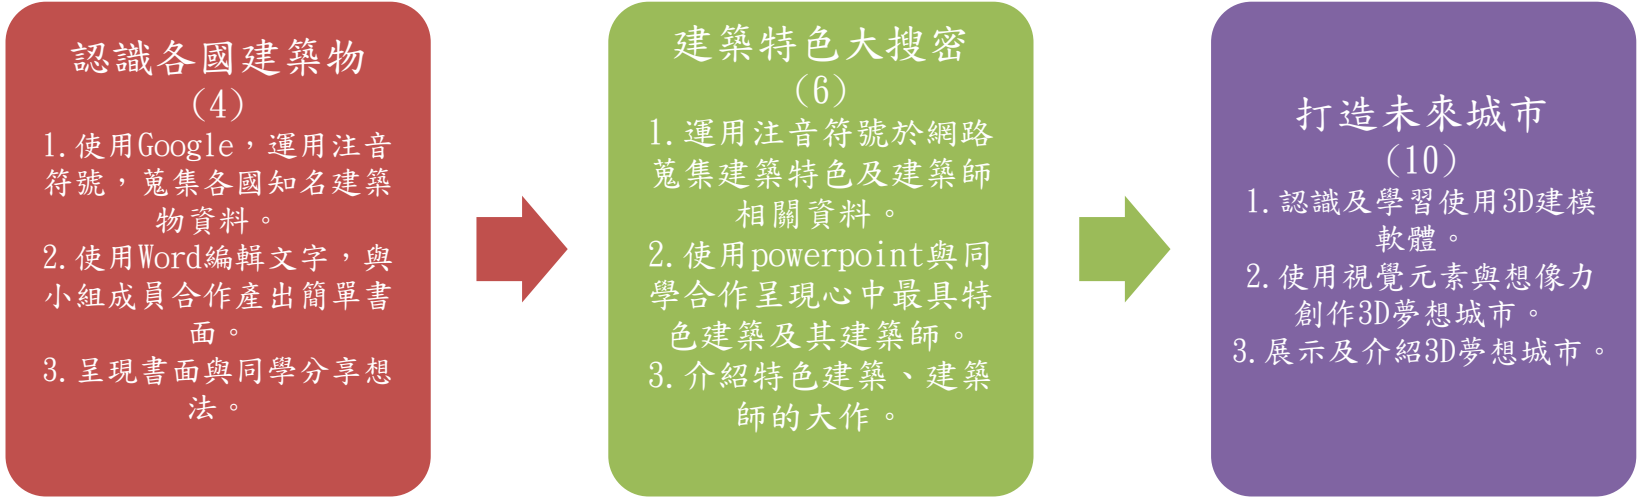 認識各國建築物
(4)
1.使用Google，運用注音
符號，蒐集各國知名建築
物資料。
2.使用Word編輯文字，與
小組成員合作產出簡單書
面。
3.呈現書面與同學分享想
法。
建築特色大搜密
(6)
1.運用注音符號於網路
蒐集建築特色及建築師
相關資料。
2.使用powerpoint與同
學合作呈現心中最具特
色建築及其建築師。
3.介紹特色建築、建築
師的大作。
打造未來城市
(10)
1.認識及學習使用3D建模
軟體。
2.使用視覺元素與想像力
創作3D夢想城市。
3.展示及介紹3D夢想城市。